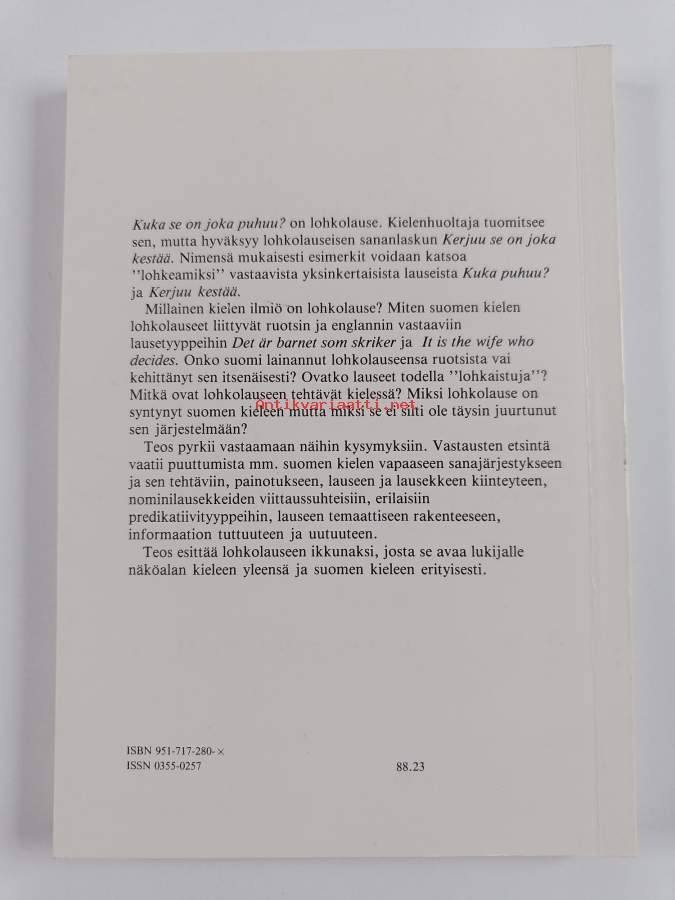 Kuka se on joka puhuu? on lohkolause. Kielenhuoltaja tuomitsee
sen, mutta hyväksyy lohkolauseisen sananlaskun Kerjuu se on joka
kestää. Nimensä mukaisesti esimerkit voidaan katsoa
"lohkeamiksi" vastaavista yksinkertaisista lauseista Kuka puhuu?
ja Kerjuu kestää.
Millainen kielen ilmiö on lohkolause? Miten suomen kielen
lohkolauseet liittyvät ruotsin ja englannin vastaaviin
lausetyyppeihin Det är barnet som skriker ja It is the wife who
decides. Onko suomi lainannut lohkolauseensa ruotsista vai
kehittänyt sen itsenäisesti? Ovatko lauseet todella "lohkaistuja"?
Mitkä ovat lohkolauseen tehtävät kielessä? Miksi lohkolause on
Antikvariaatti.net
syntynyt suomen kieleen mutta miksi se ei silti ole täysin juurtunut
sen järjestelmään?
Teos pyrkii vastaamaan näihin kysymyksiin. Vastausten etsintä
vaatii puuttumista mm. suomen kielen vapaaseen sanajärjestykseen
ja sen tehtäviin, painotukseen, lauseen ja lausekkeen kiinteyteen,
nominilausekkeiden viittaussuhteisiin, erilaisiin
predikatiivityyppeihin, lauseen temaattiseen rakenteeseen,
informaation tuttuuteen ja uutuuteen.
Teos esittää lohkolauseen ikkunaksi, josta se avaa lukijalle
näköalan kieleen yleensä ja suomen kieleen erityisesti.
ISBN 951-717-280-×
ISSN 0355-0257
88.23